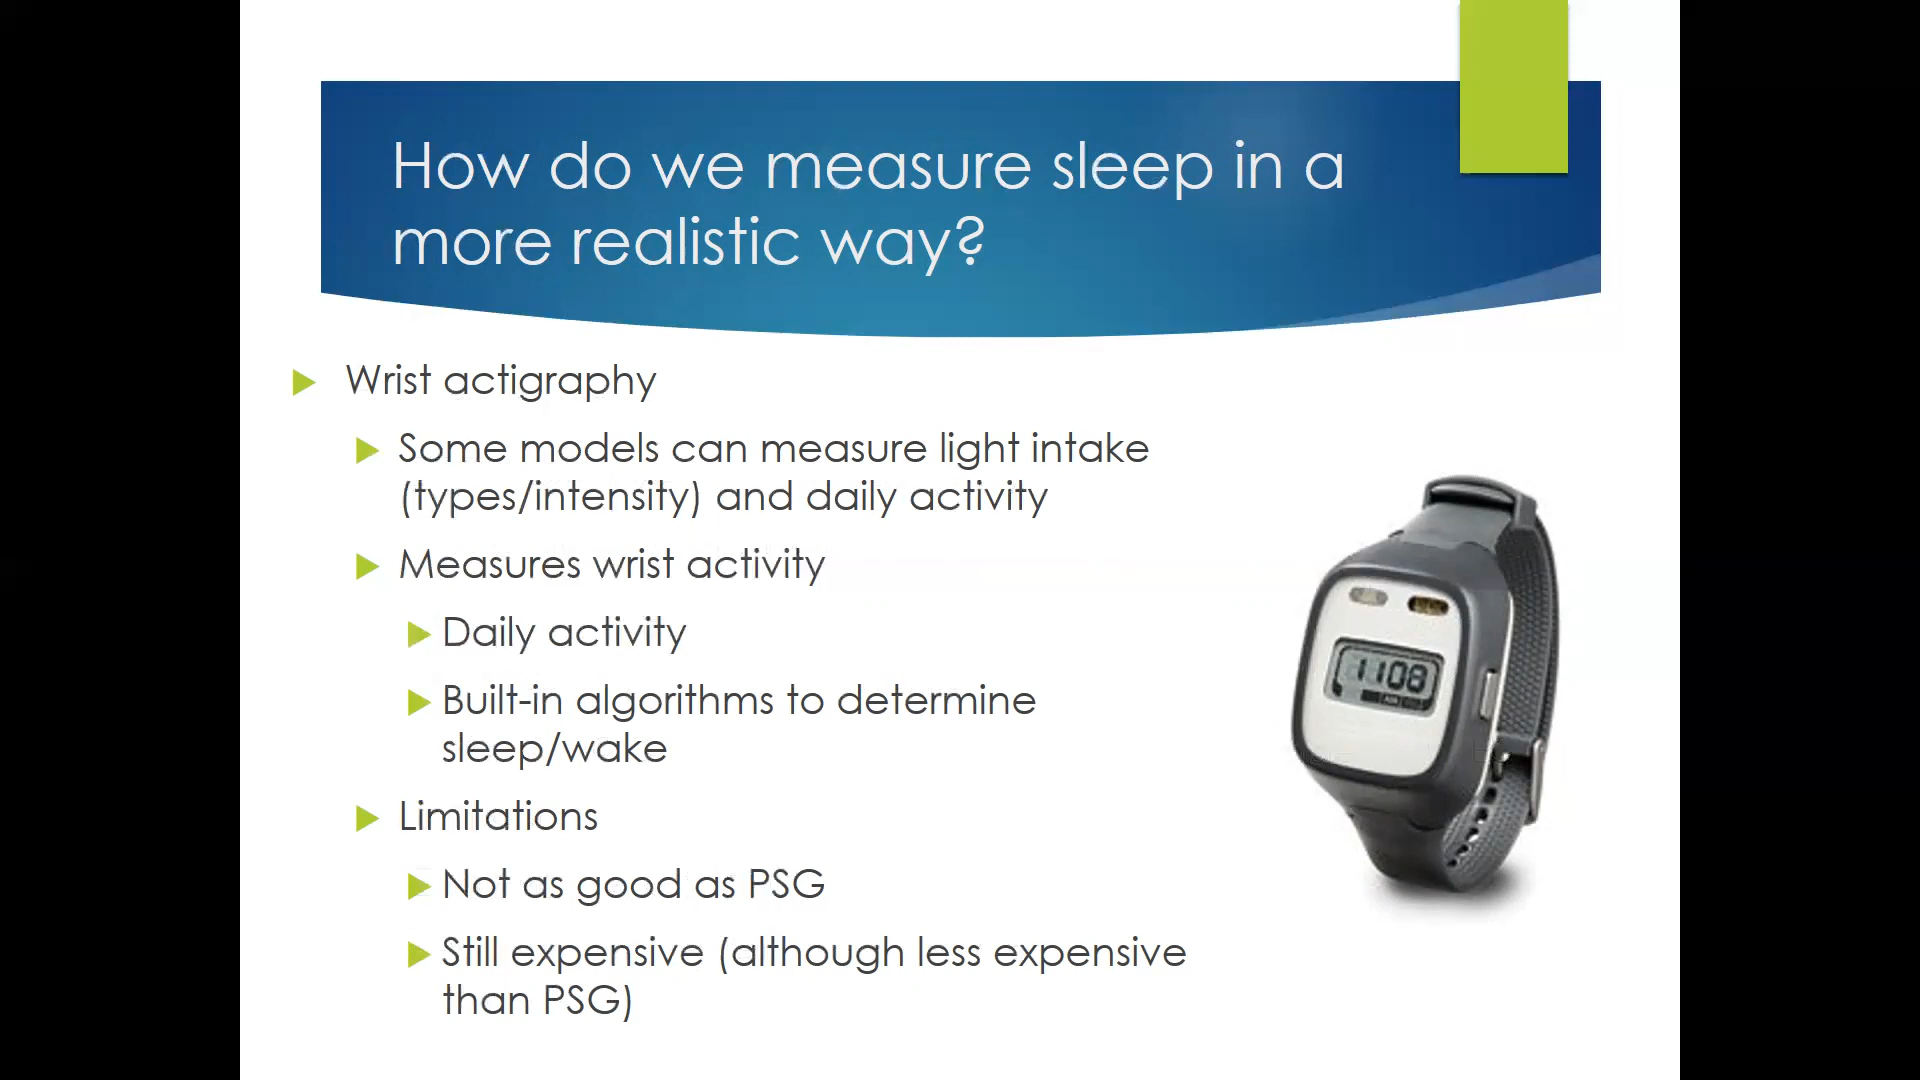 How do we measure sleep in a
more realistic way?
Wrist actigraphy
Some models can measure light intake
(types/intensity) and daily activity
Measures wrist activity
Daily activity
Built-in algorithms to determine
sleep/wake
Limitations
Not as good as PSG
Still expensive (although less expensive
than PSG)
1108